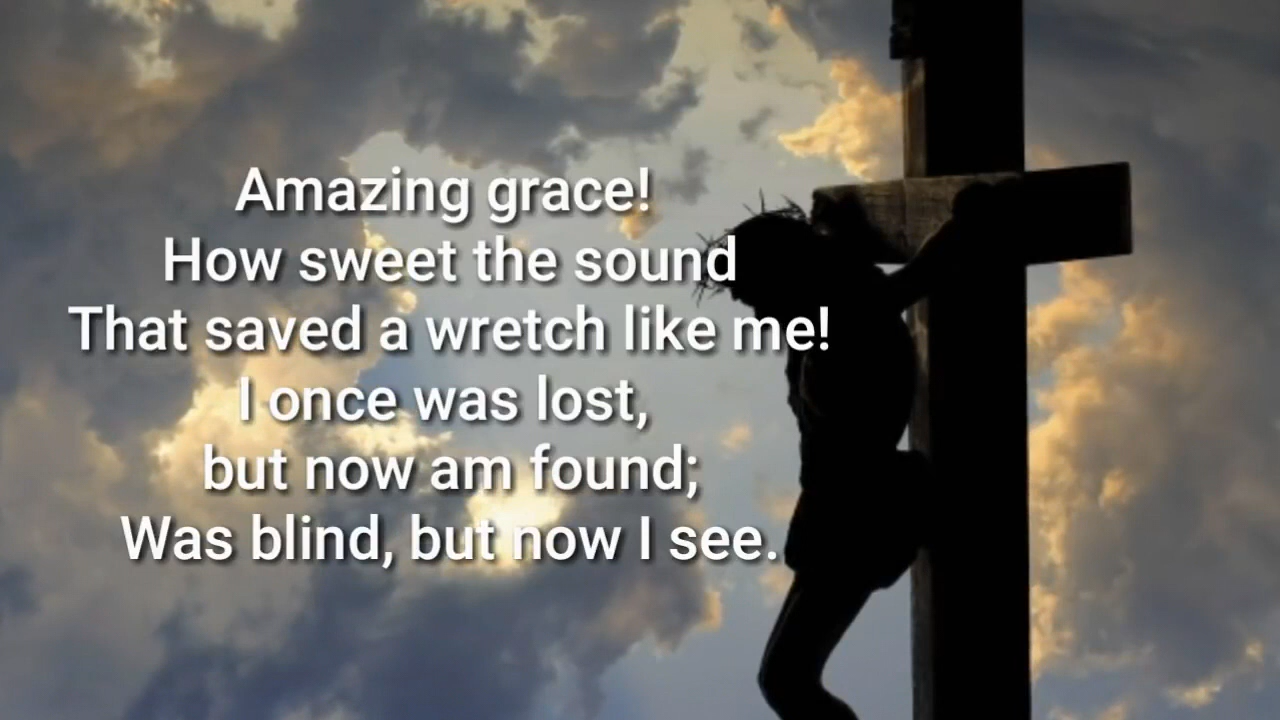 Amazing grace!
How sweet the sound
That saved a wretch like me!
I once was lost,
but now am found;
Was blind, but now I see.